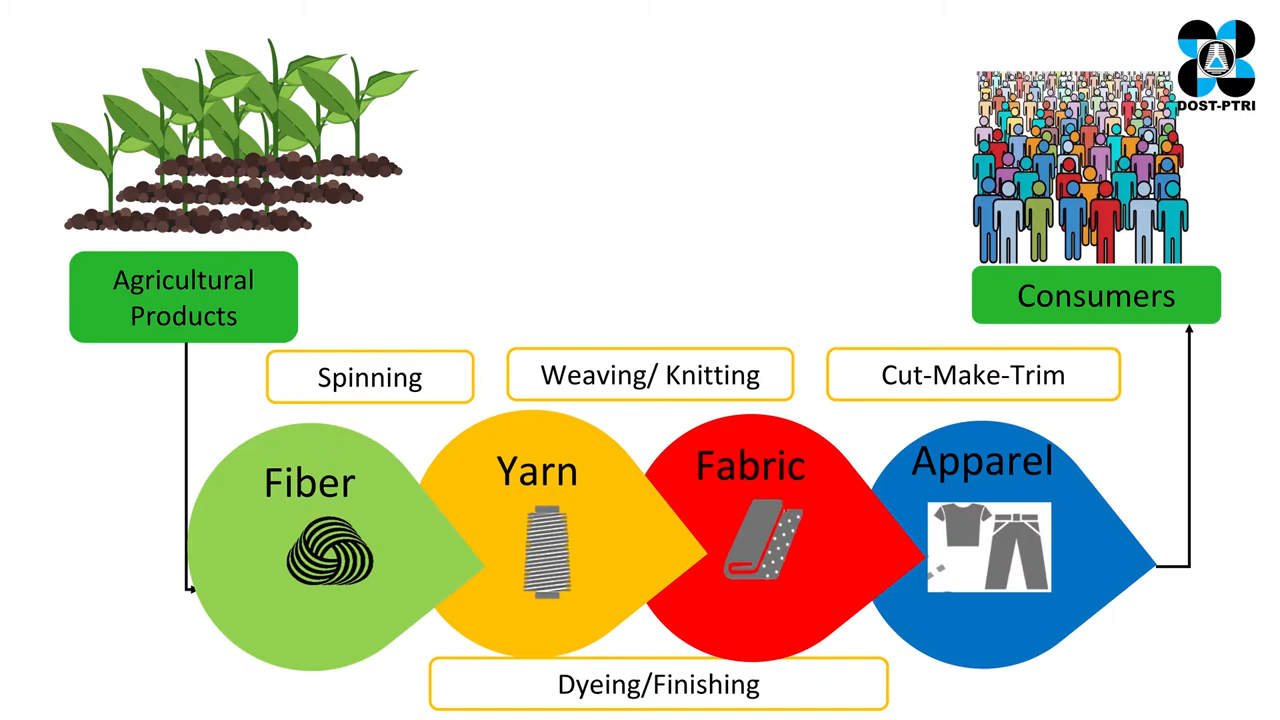 DOST-PTRI
Agricultural
Products
Consumers
Spinning
Weaving/ Knitting
Cut-Make-Trim
Fiber
Yarn
Fabric
Apparel
Dyeing/Finishing